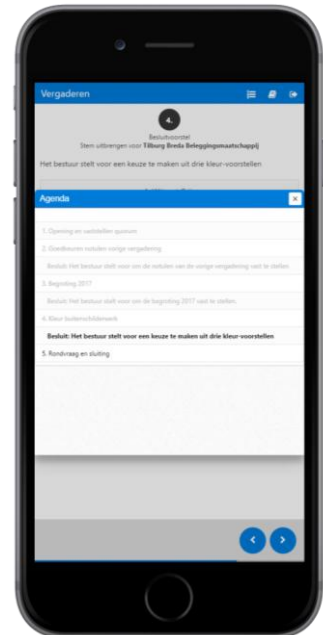 Vergaderen
4.
Besluitvoorstel
Stem uitbrengen voor Tilburg Breda Beleggingsmaatschappij
Het bestuur stelt voor een keuze te maken uit drie kleur-voorstellen
Agenda
×
1. Opening en vaststellen quorum
2. Goedkeuren notulen vorige vergadering
Besluit: Het bestuur stelt voor om de notulen van de vorige vergadering vast te stellen
3. Begroting 2017
Besluit: Het bestuur stelt voor om de begroting 2017 vast te stellen
4. Kleur buitenschilderwerk
Besluit: Het bestuur stelt voor een keuze te maken uit drie kleur-voorstellen
5. Rondvraag en sluiting